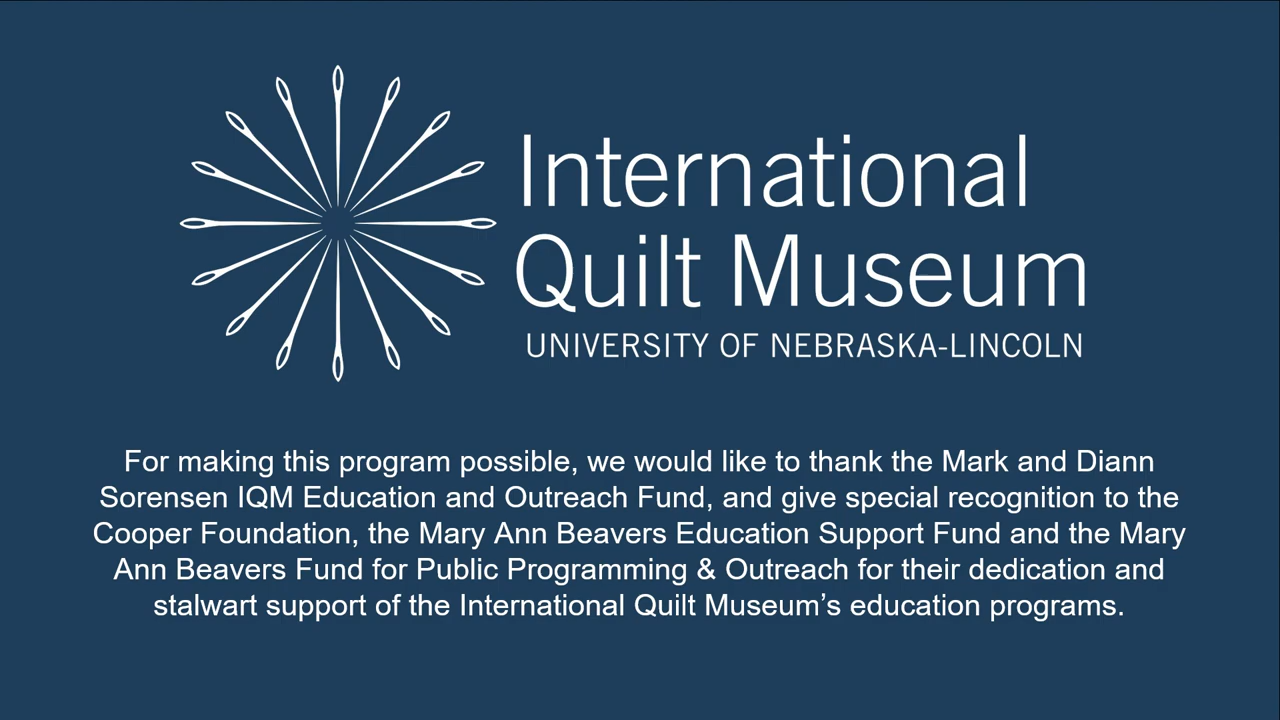 International
Quilt Museum
UNIVERSITY OF NEBRASKA-LINCOLN
For making this program possible, we would like to thank the Mark and Diann
Sorensen IQM Education and Outreach Fund, and give special recognition to the
Cooper Foundation, the Mary Ann Beavers Education Support Fund and the Mary
Ann Beavers Fund for Public Programming & Outreach for their dedication and
stalwart support of the International Quilt Museum’s education programs.